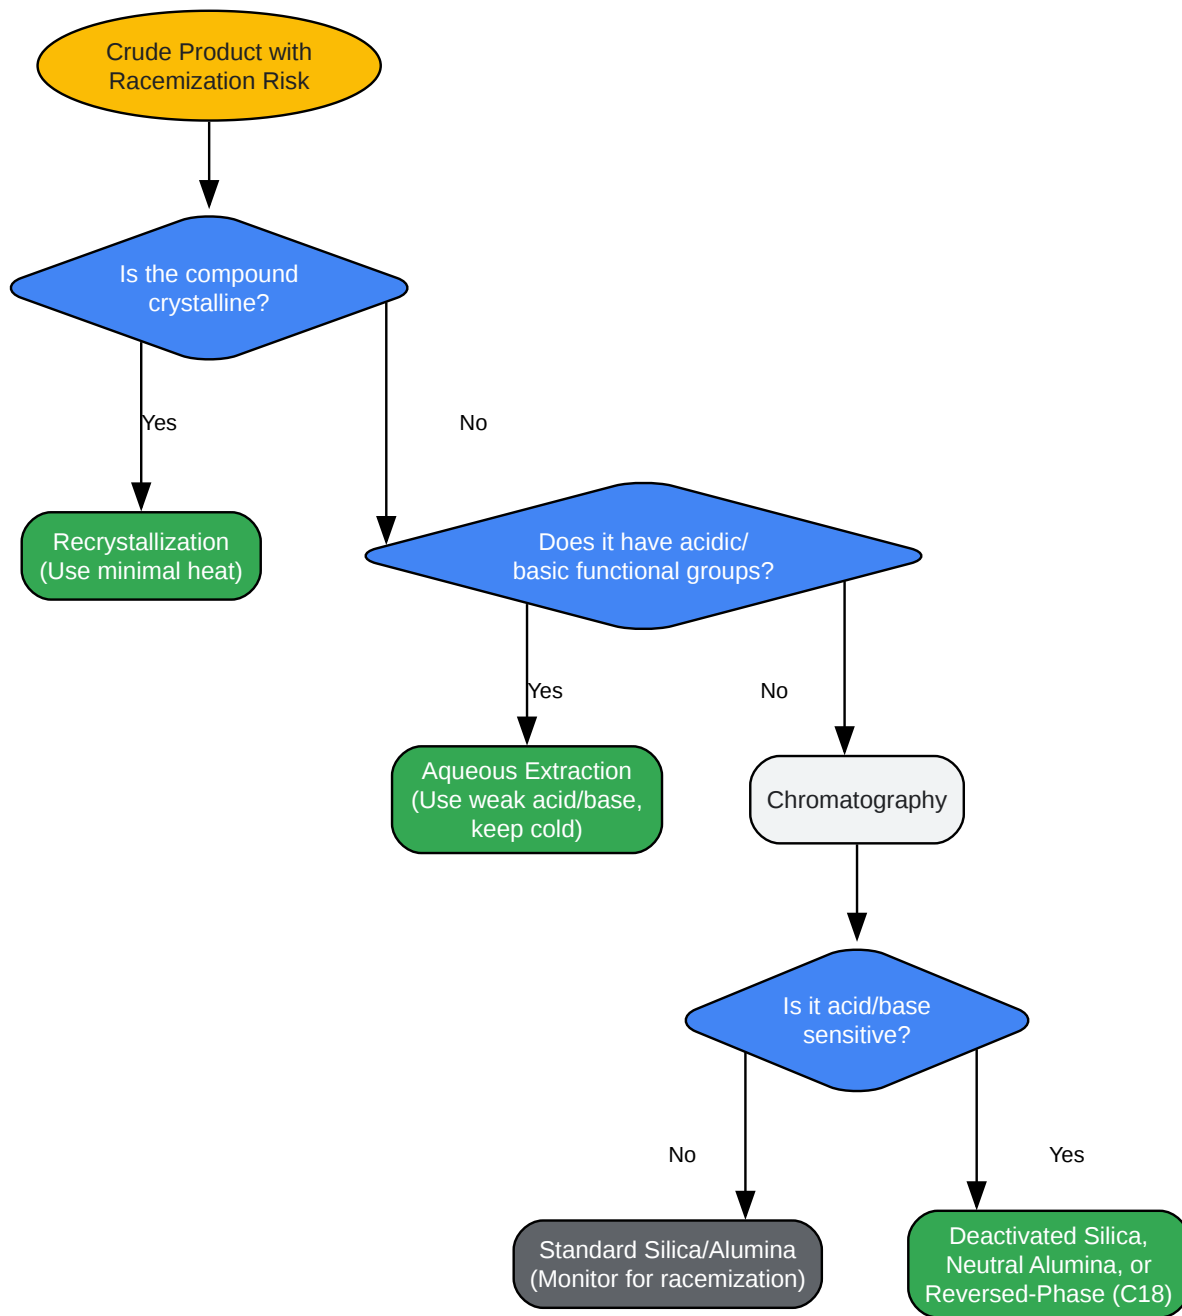 Crude Product with
Racemization Risk
Is the compound
crystalline?
Yes
No
Recrystallization
(Use minimal heat)
Does it have acidic/
basic functional groups?
Yes
No
Aqueous Extraction
(Use weak acid/base,
keep cold)
Chromatography
Is it acid/base
sensitive?
No
Yes
Standard Silica/Alumina
(Monitor for racemization)
Deactivated Silica,
Neutral Alumina, or
Reversed-Phase (C18)